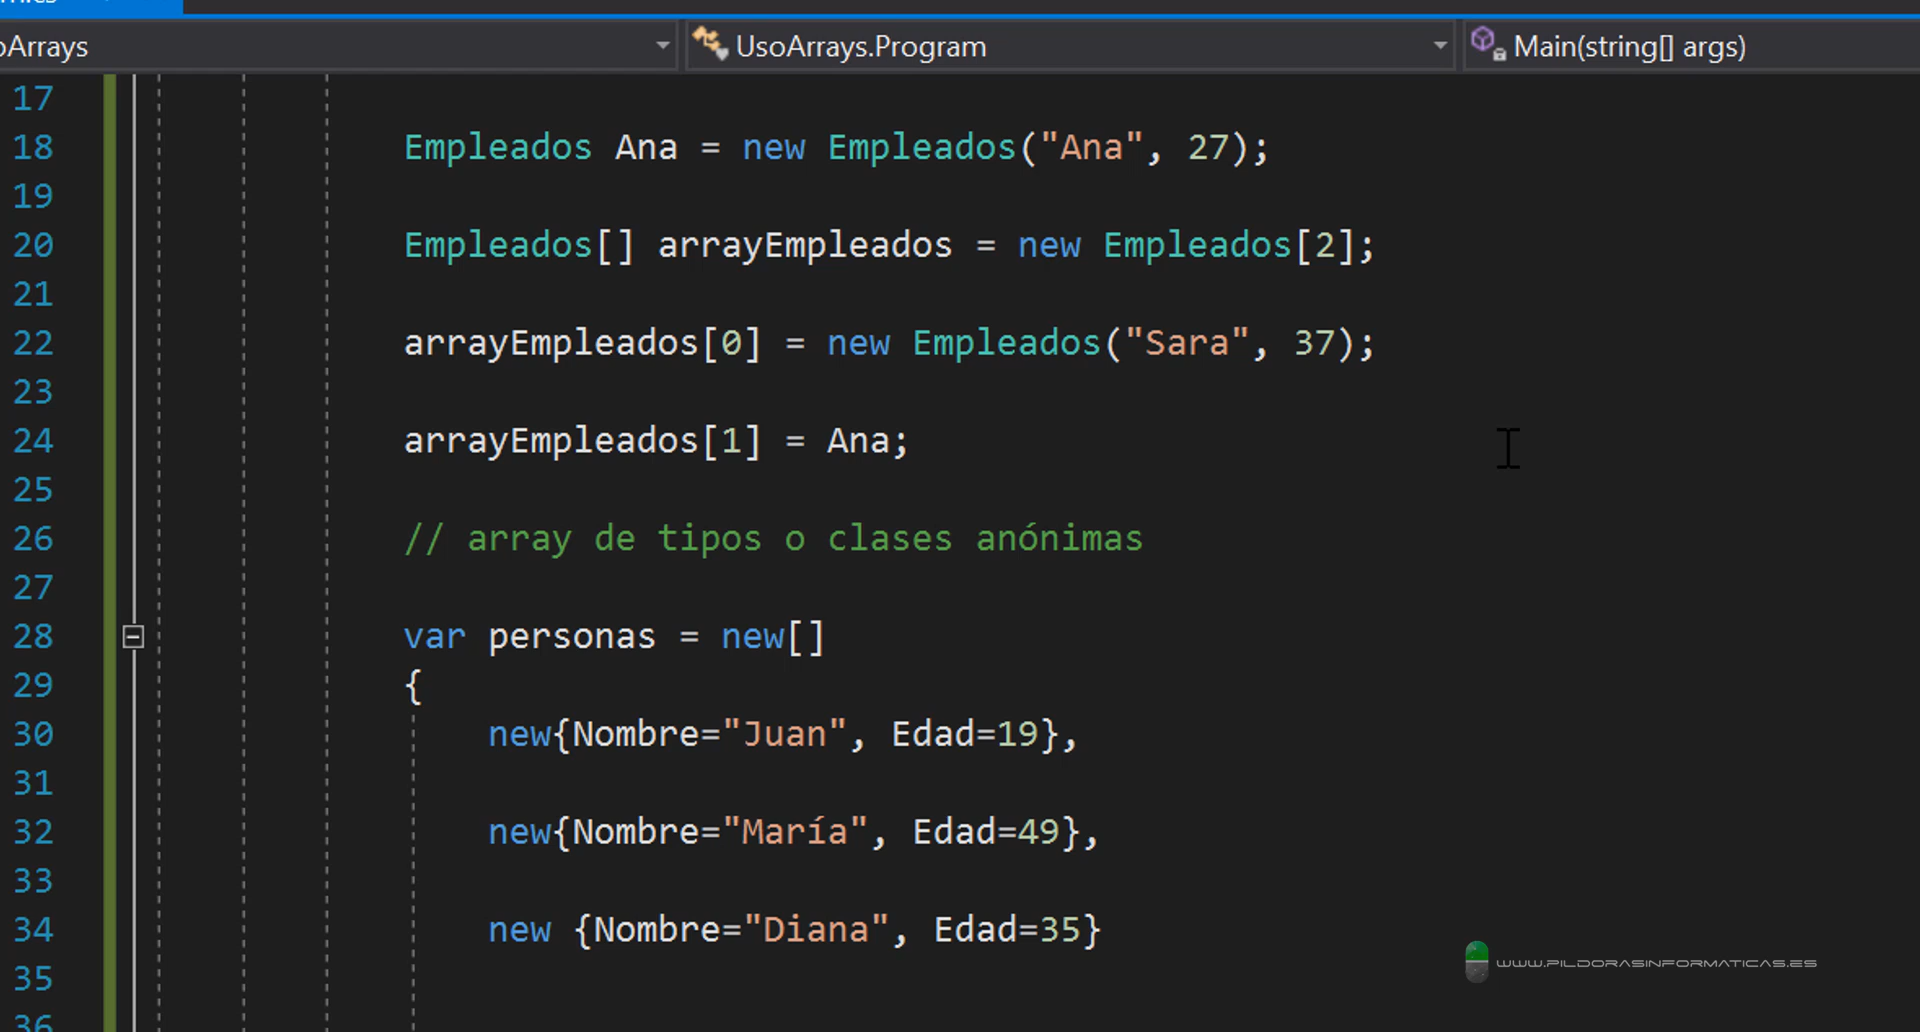 oArrays
UsoArrays.Program
Main(string[] args)
17
18 Empleados Ana = new Empleados("Ana", 27);
19
20 Empleados[] arrayEmpleados = new Empleados[2];
21
22 arrayEmpleados[0] = new Empleados("Sara", 37);
23
24 arrayEmpleados[1] = Ana;
25
26 // array de tipos o clases anónimas
27
28 var personas = new[]
29 {
30 new{Nombre="Juan", Edad=19},
31
32 new{Nombre="María", Edad=49},
33
34 new {Nombre="Diana", Edad=35}
35
36
WWW.PILDORASINFORMATICAS.ES